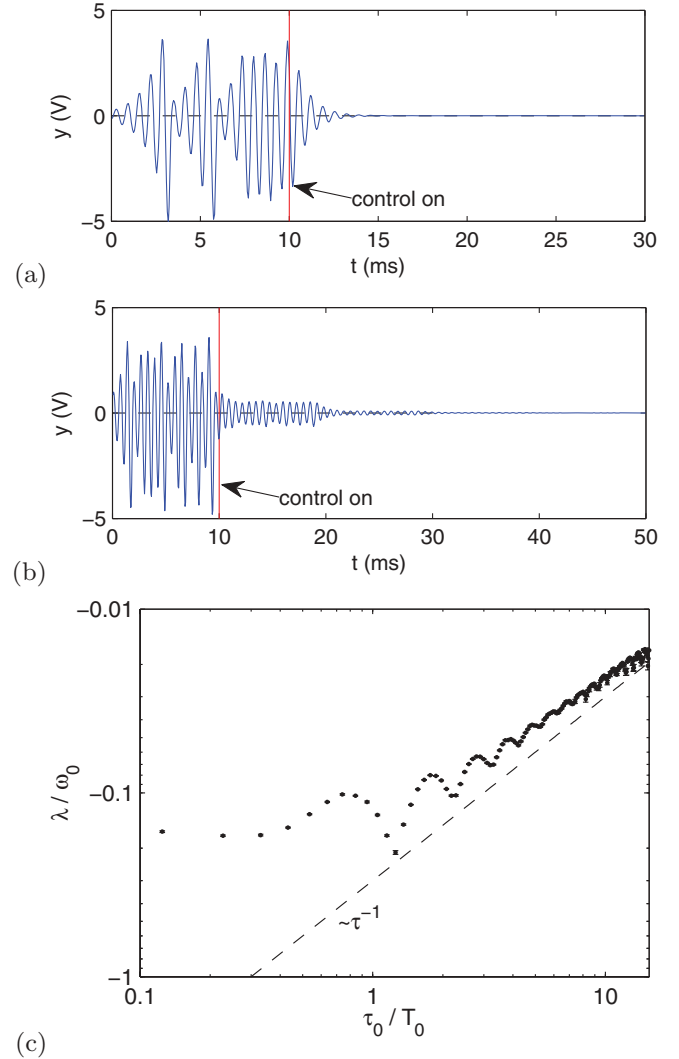 5
y (V)
0
control on
−5
0 5 10 15 20 25 30
(a)
t (ms)
5
y (V)
0
control on
−5
0 10 20 30 40 50
(b)
t (ms)
−0.01
λ / ω0
−0.1
~τ−1
−1
0.1 1 10
τ0 / T0
(c)